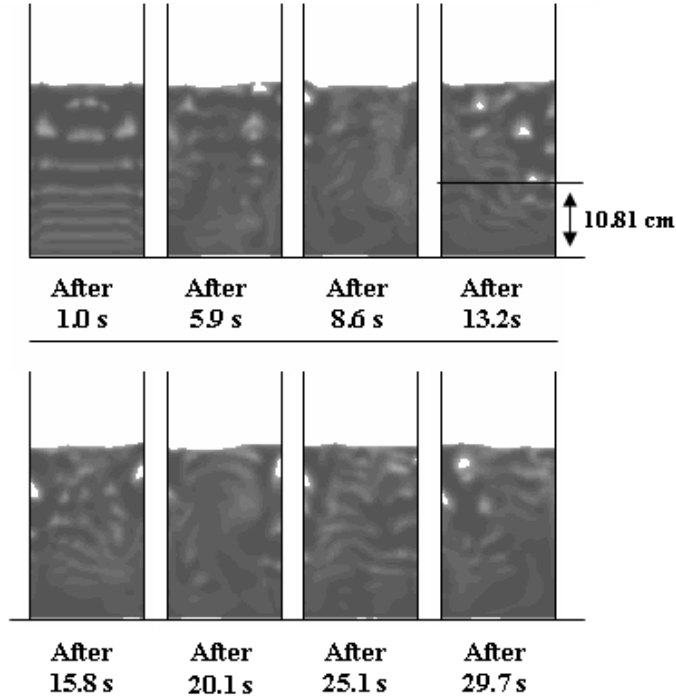 10.81 cm
After After After After
1.0 s 5.9 s 8.6 s 13.2s
After After After After
15.8 s 20.1 s 25.1 s 29.7 s